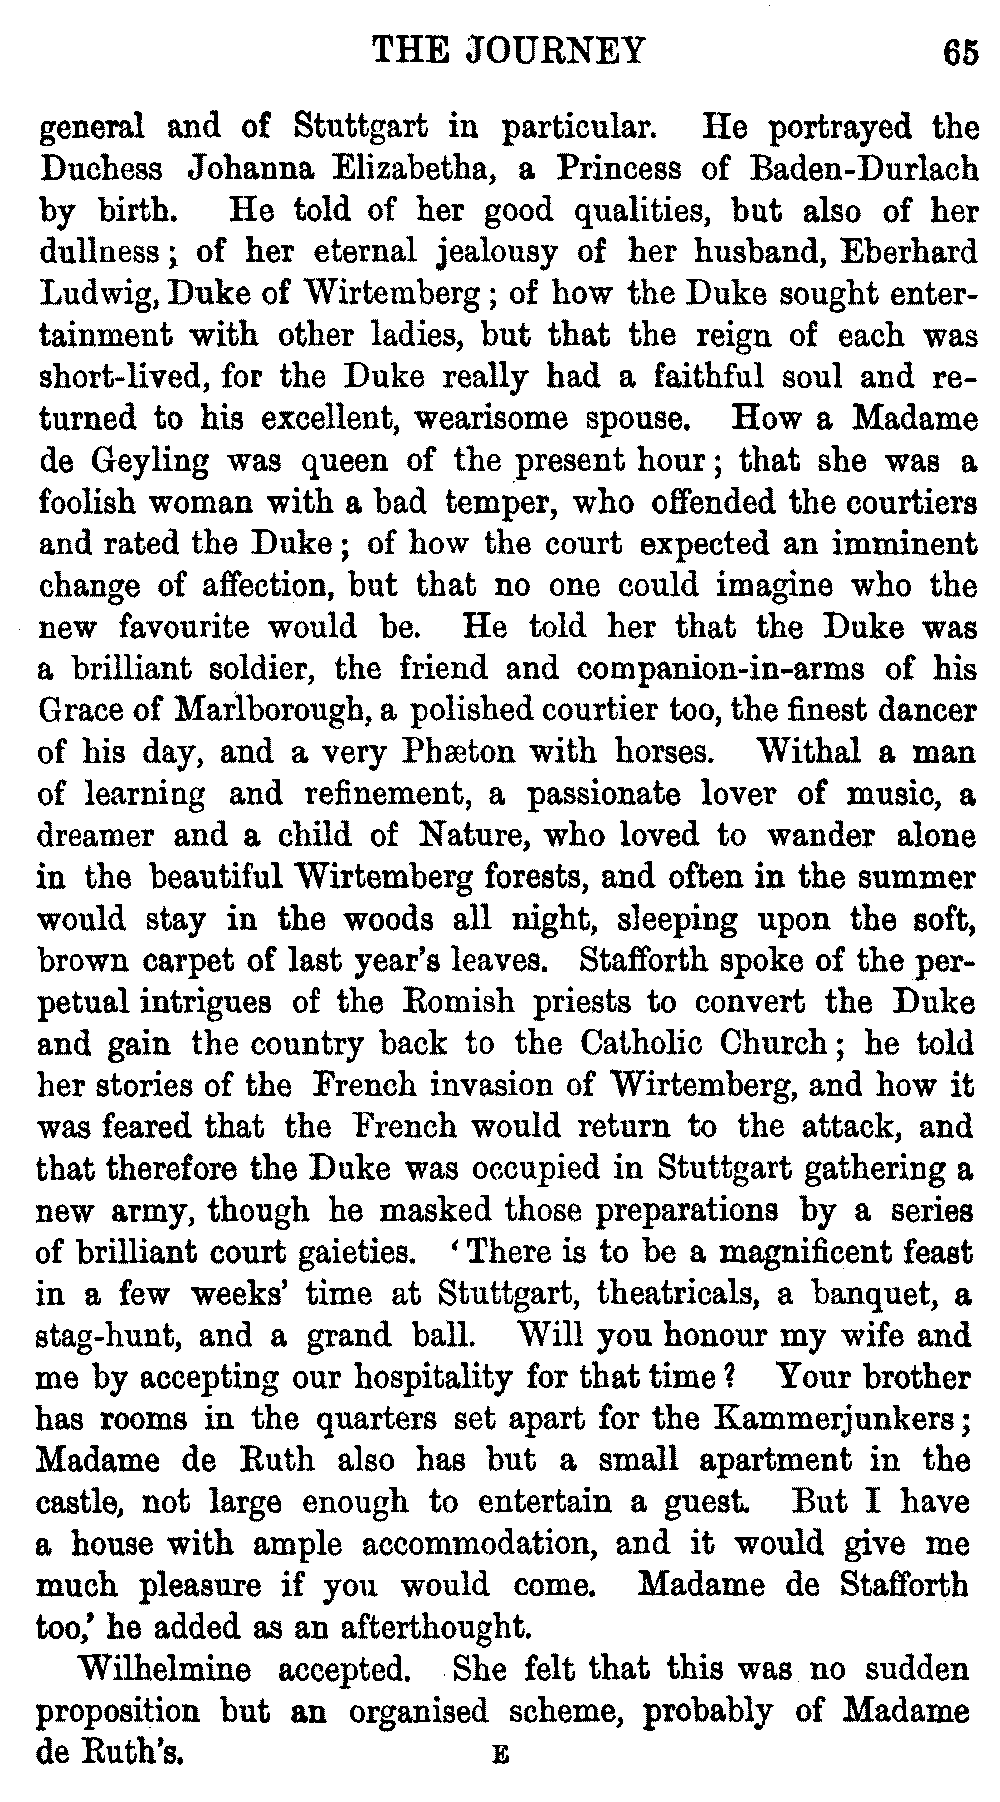 THE JOURNEY 65
general and of Stuttgart in particular. He portrayed the
Duchess Johanna Elizabetha, a Princess of Baden-Durlach
by birth. He told of her good qualities, but also of her
dullness; of her eternal jealousy of her husband, Eberhard
Ludwig, Duke of Wirtemberg; of how the Duke sought enter-
tainment with other ladies, but that the reign of each was
short-lived, for the Duke really had a faithful soul and re-
turned to his excellent, wearisome spouse. How a Madame
de Geyling was queen of the present hour; that she was a
foolish woman with a bad temper, who offended the courtiers
and rated the Duke; of how the court expected an imminent
change of affection, but that no one could imagine who the
new favourite would be. He told her that the Duke was
a brilliant soldier, the friend and companion-in-arms of his
Grace of Marlborough, a polished courtier too, the finest dancer
of his day, and a very Phæton with horses. Withal a man
of learning and refinement, a passionate lover of music, a
dreamer and a child of Nature, who loved to wander alone
in the beautiful Wirtemberg forests, and often in the summer
would stay in the woods all night, sleeping upon the soft,
brown carpet of last year's leaves. Stafforth spoke of the per-
petual intrigues of the Romish priests to convert the Duke
and gain the country back to the Catholic Church; he told
her stories of the French invasion of Wirtemberg, and how it
was feared that the French would return to the attack, and
that therefore the Duke was occupied in Stuttgart gathering a
new army, though he masked those preparations by a series
of brilliant court gaieties. 'There is to be a magnificent feast
in a few weeks' time at Stuttgart, theatricals, a banquet, a
stag-hunt, and a grand ball. Will you honour my wife and
me by accepting our hospitality for that time? Your brother
has rooms in the quarters set apart for the Kammerjunkers;
Madame de Ruth also has but a small apartment in the
castle, not large enough to entertain a guest. But I have
a house with ample accommodation, and it would give me
much pleasure if you would come. Madame de Stafforth
too,' he added as an afterthought.
Wilhelmine accepted. She felt that this was no sudden
proposition but an organised scheme, probably of Madame
de Ruth's. E